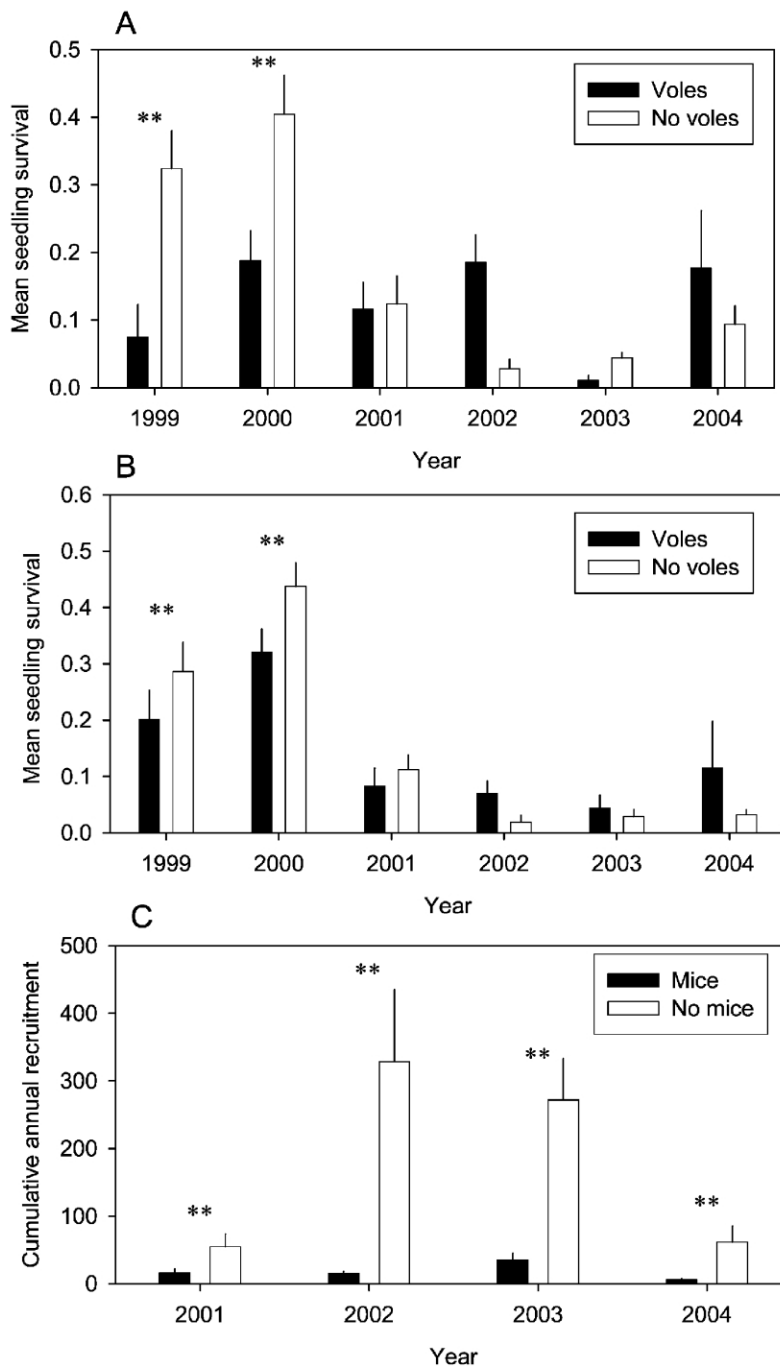 A
**
**
Voles
No voles
0.5
0.4
0.3
0.2
0.1
0.0
Mean seedling survival
1999 2000 2001 2002 2003 2004
Year
B
**
**
Voles
No voles
0.6
0.5
0.4
0.3
0.2
0.1
0.0
Mean seedling survival
1999 2000 2001 2002 2003 2004
Year
C
**
**
**
**
Mice
No mice
500
400
300
200
100
0
Cumulative annual recruitment
2001 2002 2003 2004
Year